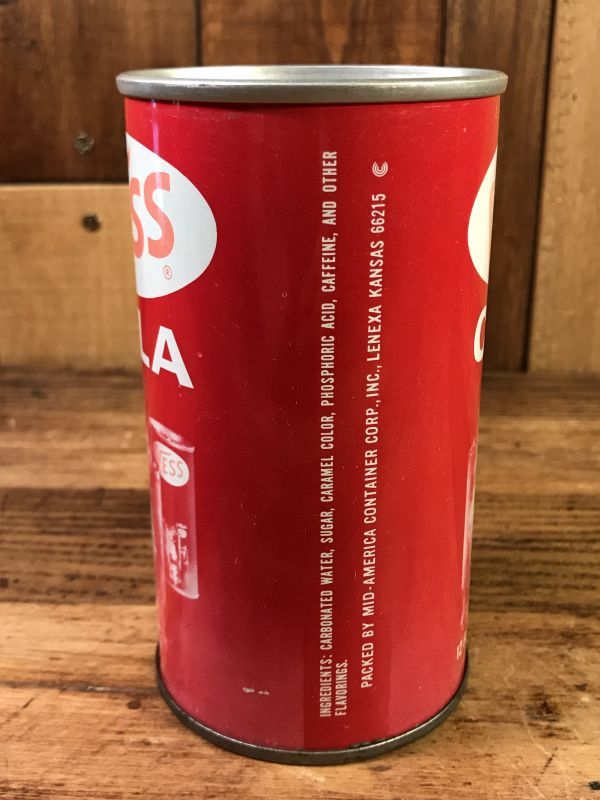 SS
®
LA
ESS
INGREDIENTS: CARBONATED WATER, SUGAR, CARAMEL COLOR, PHOSPHORIC ACID, CAFFEINE, AND OTHER
FLAVORINGS.
PACKED BY MID-AMERICA CONTAINER CORP., INC., LENEXA KANSAS 66215